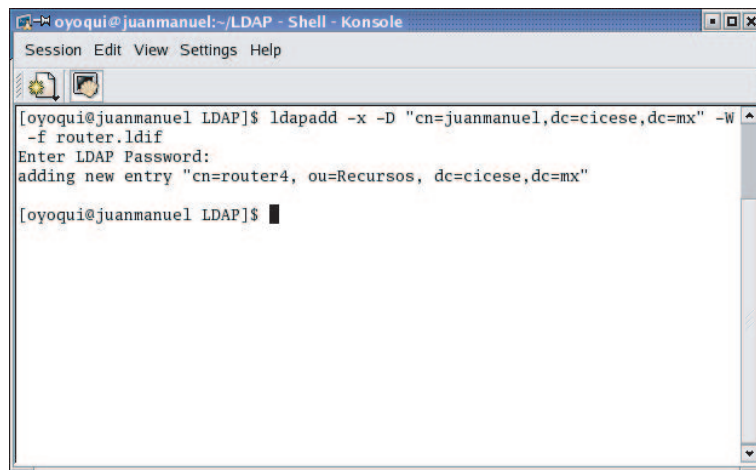 oyoqui@juanmanuel:~/LDAP - Shell - Konsole
Session Edit View Settings Help
[oyoqui@juanmanuel LDAP]$ ldapadd -x -D "cn=juanmanuel,dc=cicese,dc=mx" -W
-f router.ldif
Enter LDAP Password:
adding new entry "cn=router4, ou=Recursos, dc=cicese,dc=mx"
[oyoqui@juanmanuel LDAP]$